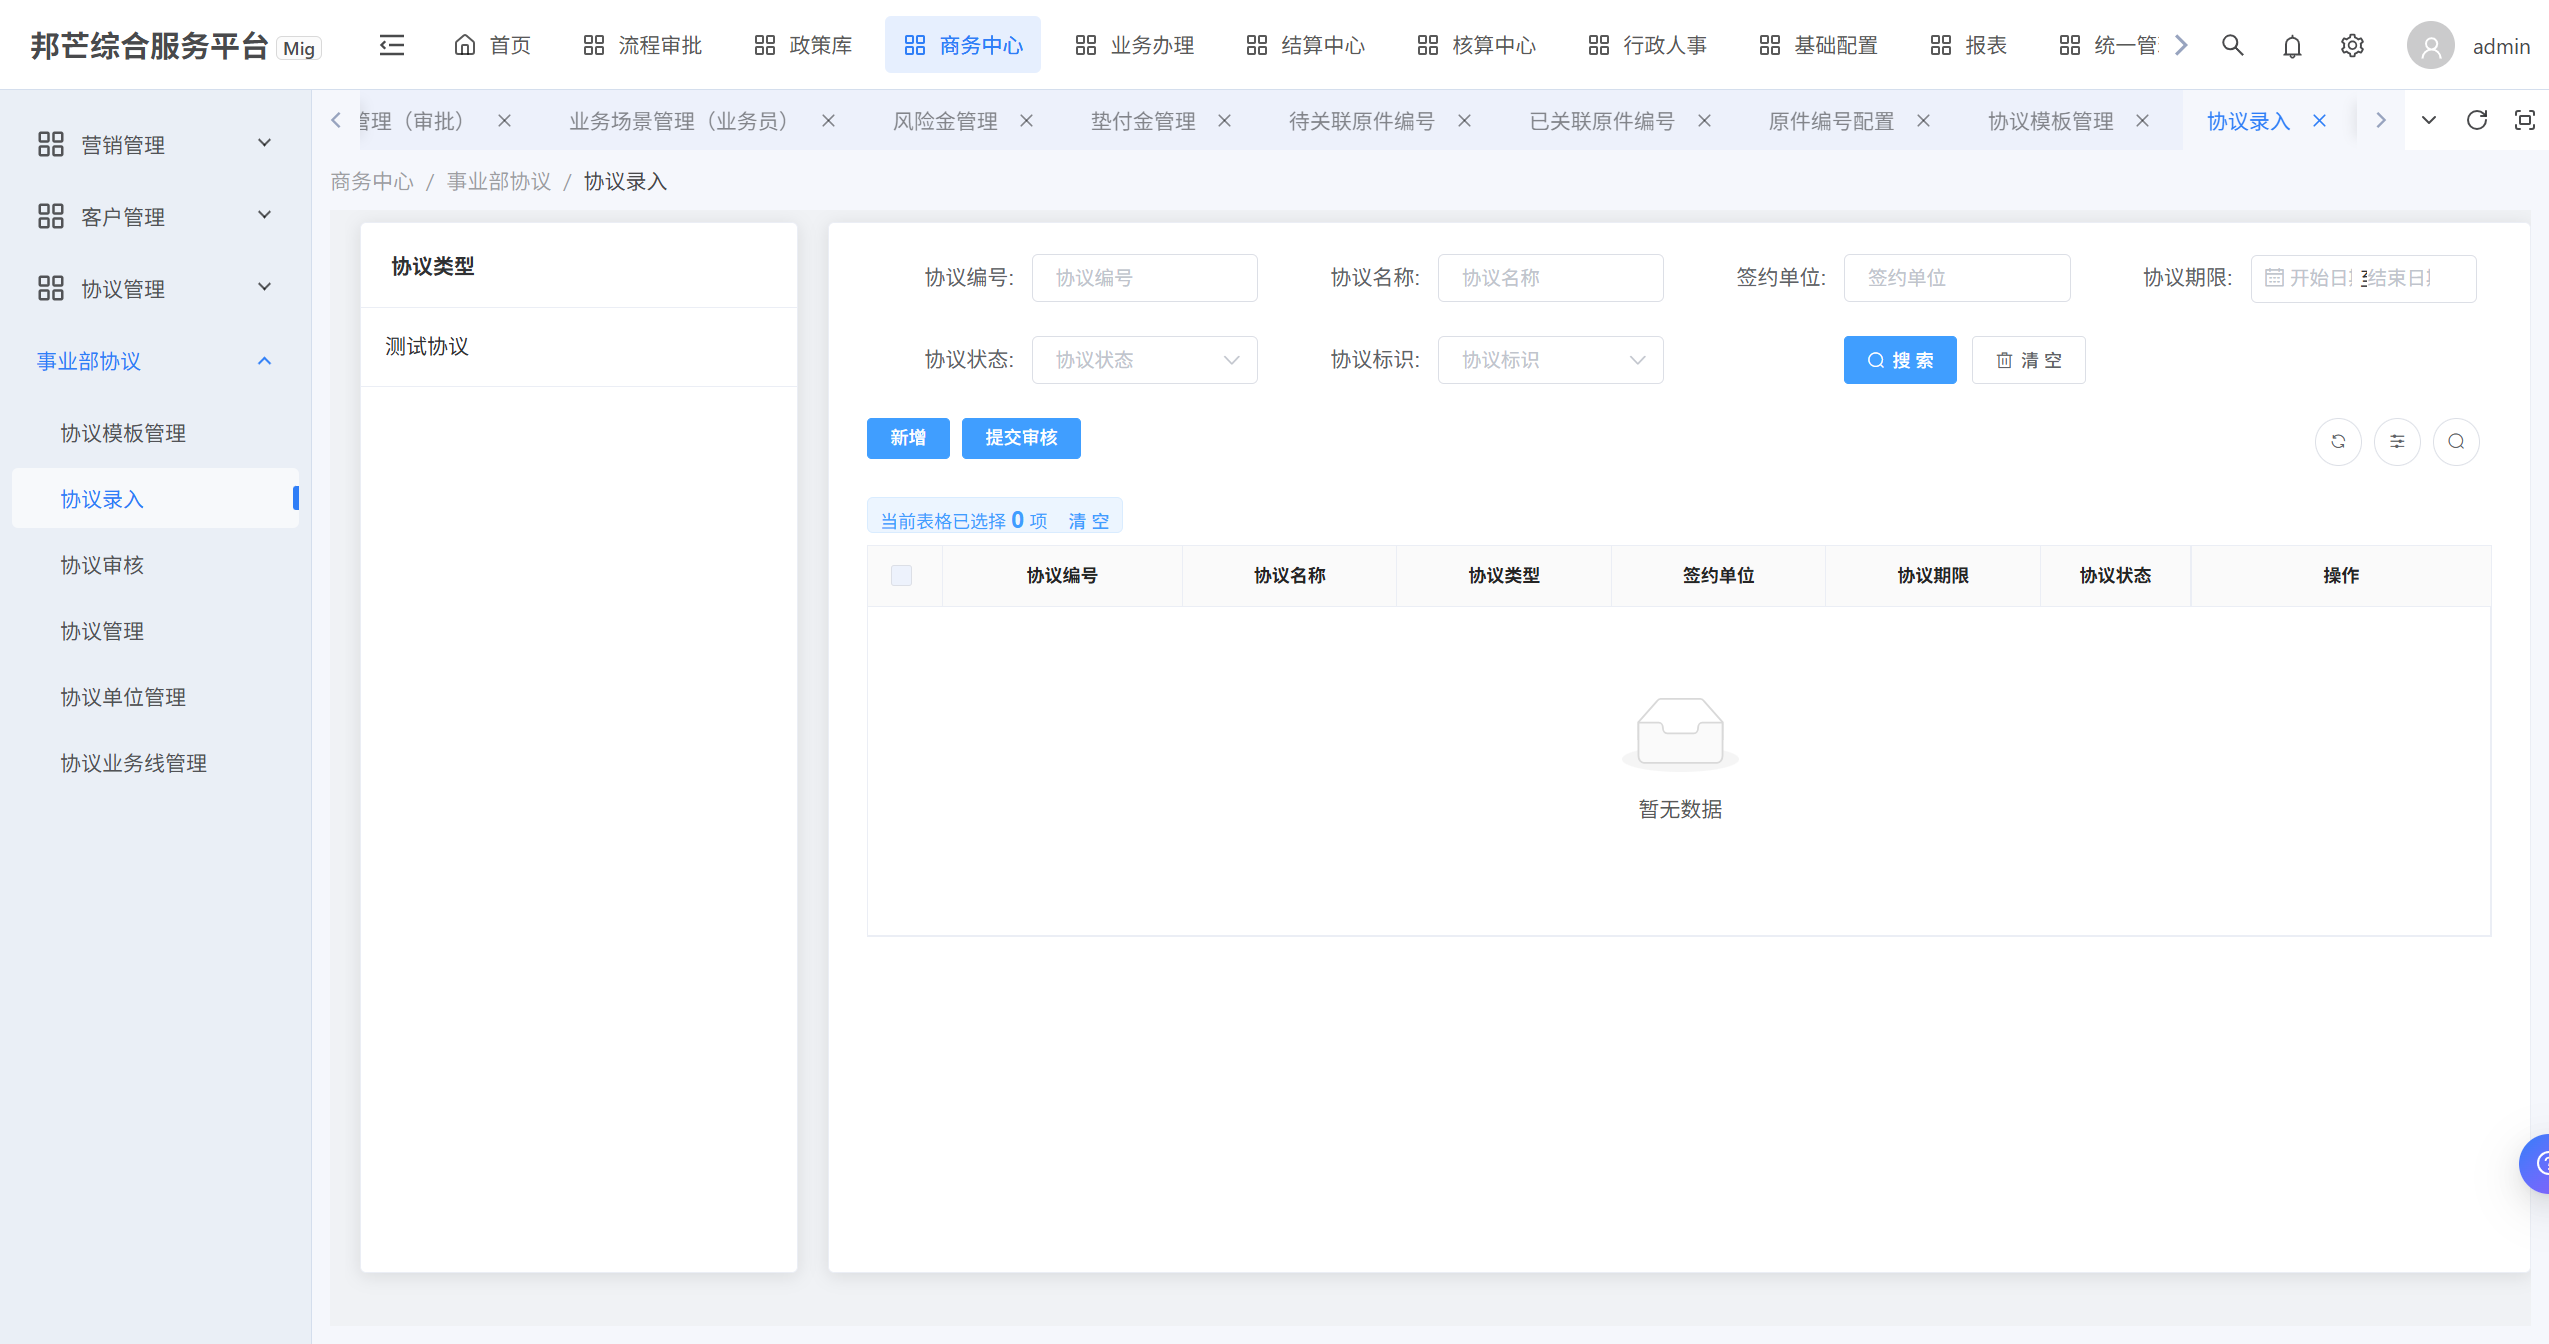 邦芒综合服务平台 Mig
首页
流程审批
政策库
商务中心
业务办理
结算中心
核算中心
行政人事
基础配置
报表
统一管
admin
营销管理
客户管理
协议管理
事业部协议
协议模板管理
协议录入
协议审核
协议管理
协议单位管理
协议业务线管理
管理（审批）
业务场景管理（业务员）
风险金管理
垫付金管理
待关联原件编号
已关联原件编号
原件编号配置
协议模板管理
协议录入
商务中心 / 事业部协议 / 协议录入
协议类型
测试协议
协议编号: 协议编号
协议名称: 协议名称
签约单位: 签约单位
协议期限: 开始日期 至 结束日期
协议状态: 协议状态
协议标识: 协议标识
搜 索
清 空
新增
提交审核
当前表格已选择 0 项 清 空
协议编号 协议名称 协议类型 签约单位 协议期限 协议状态 操作
暂无数据